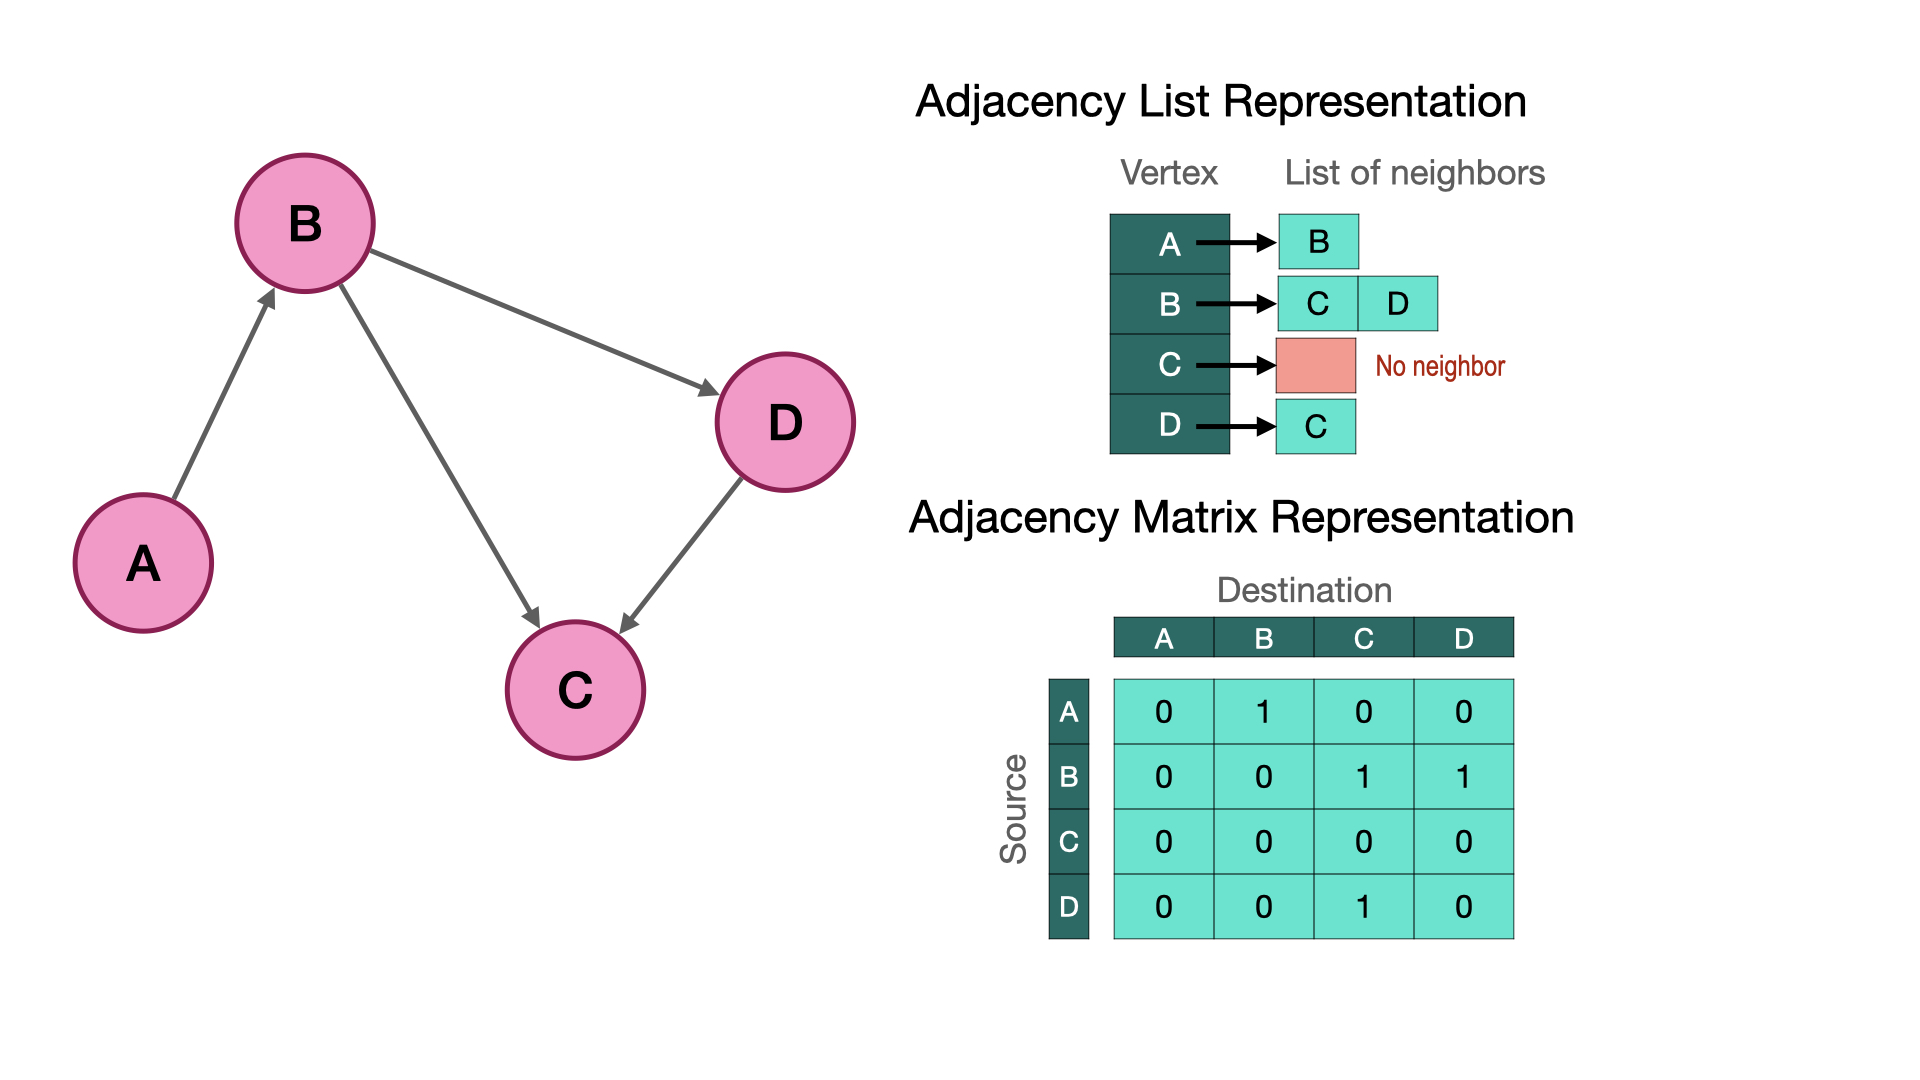 B
D
A
C
Adjacency List Representation
Vertex List of neighbors
A B
B C D
C No neighbor
D C
Adjacency Matrix Representation
Destination
A B C D
Source
A 0 1 0 0
B 0 0 1 1
C 0 0 0 0
D 0 0 1 0